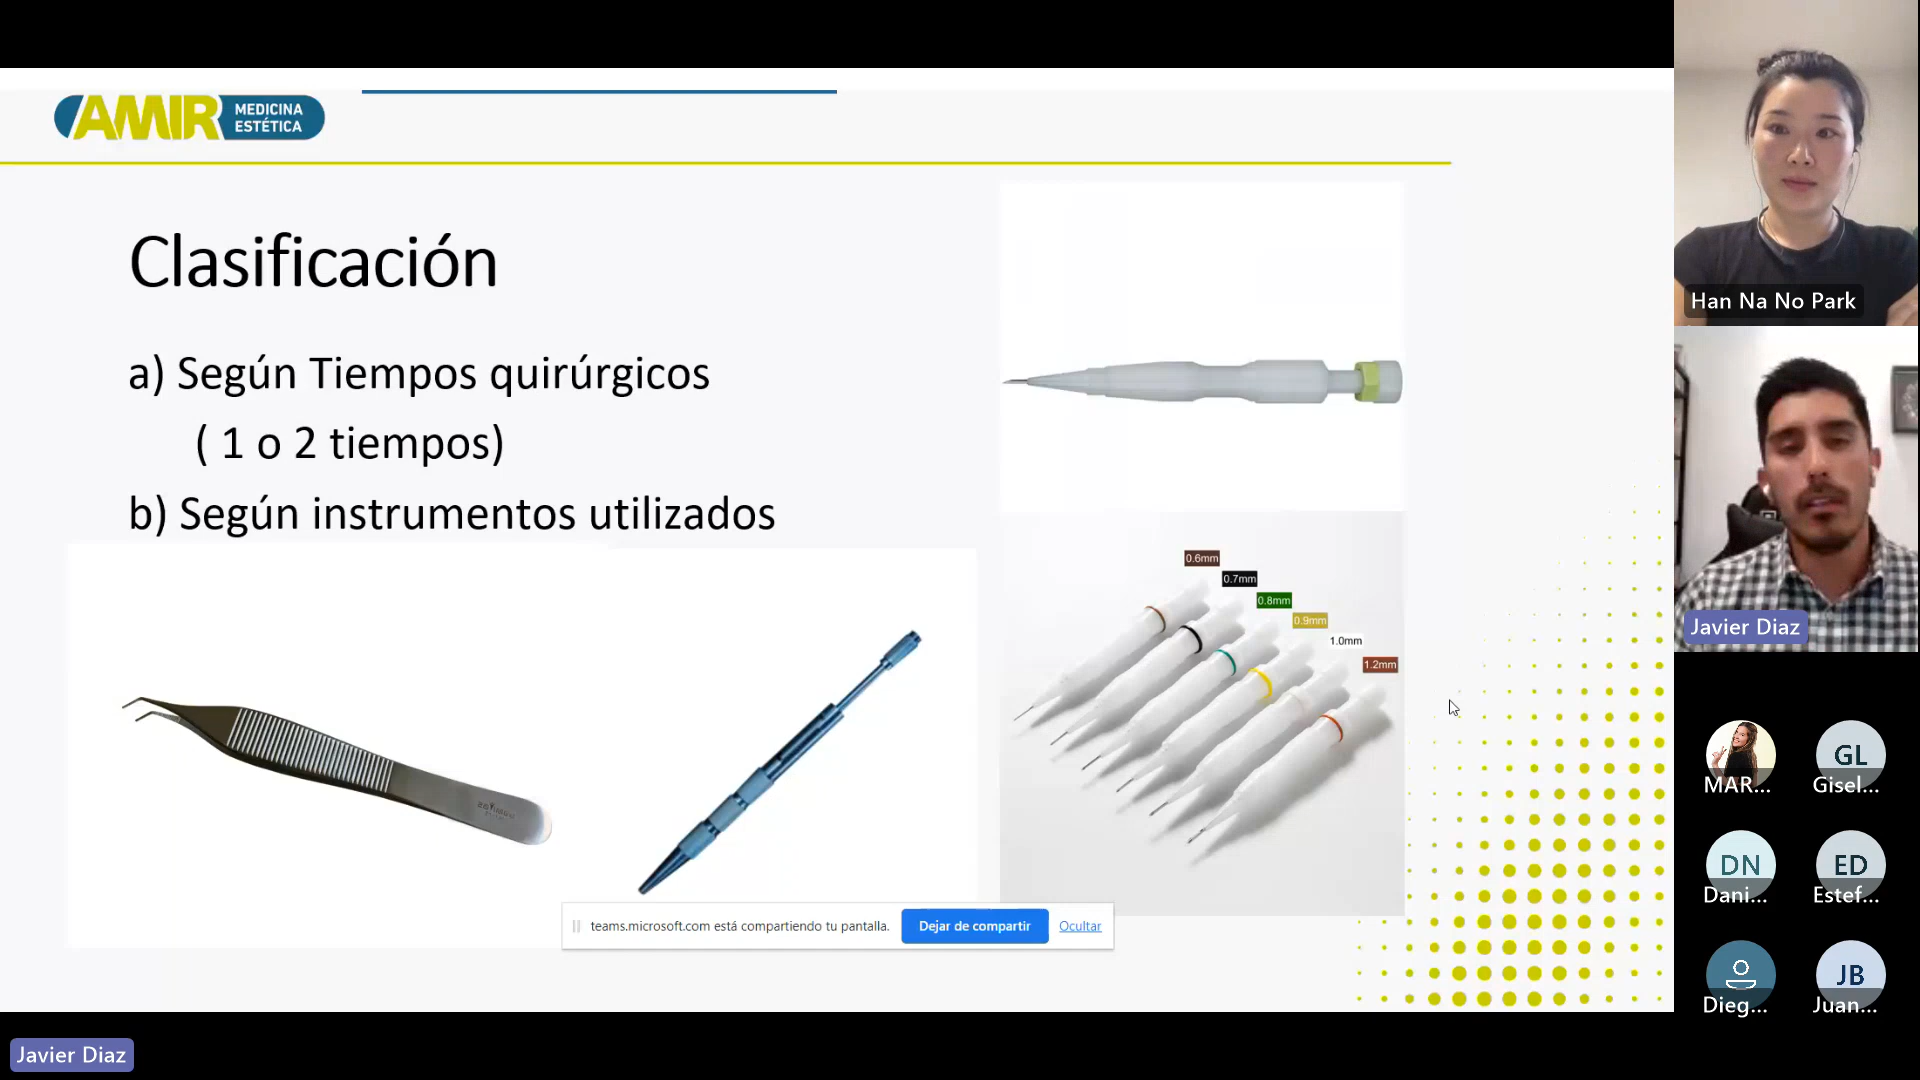 AMIR MEDICINA
ESTÉTICA
Clasificación
a) Según Tiempos quirúrgicos
( 1 o 2 tiempos)
b) Según instrumentos utilizados
0.6mm
0.7mm
0.8mm
0.9mm
1.0mm
1.2mm
teams.microsoft.com está compartiendo tu pantalla.
Dejar de compartir
Ocultar
Javier Diaz
Han Na No Park
Javier Diaz
MAR...
GL
Gisel...
DN
Dani...
ED
Estef...
Dieg...
JB
Juan...